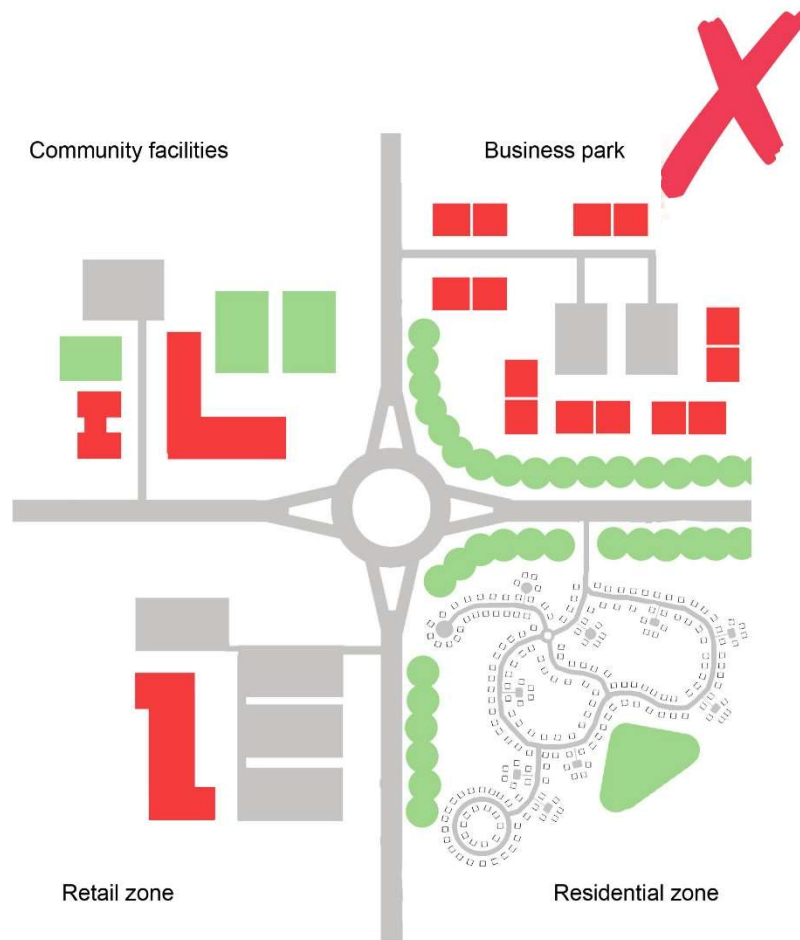 Community facilities
Business park
Retail zone
Residential zone